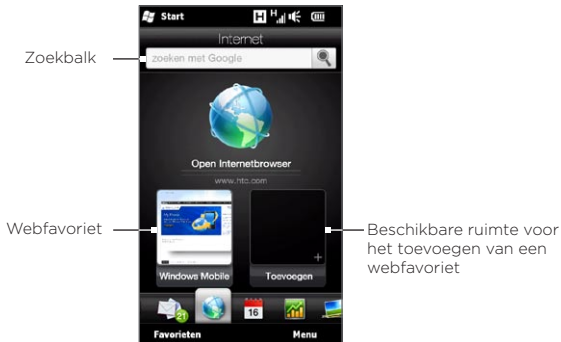 Start
H H
Internet
Zoekbalk
zoeken met Google
Open Internetbrowser
www.htc.com
Webfavoriet
Beschikbare ruimte voor
het toevoegen van een
webfavoriet
Windows Mobile
Toevoegen
21
16
Favorieten
Menu